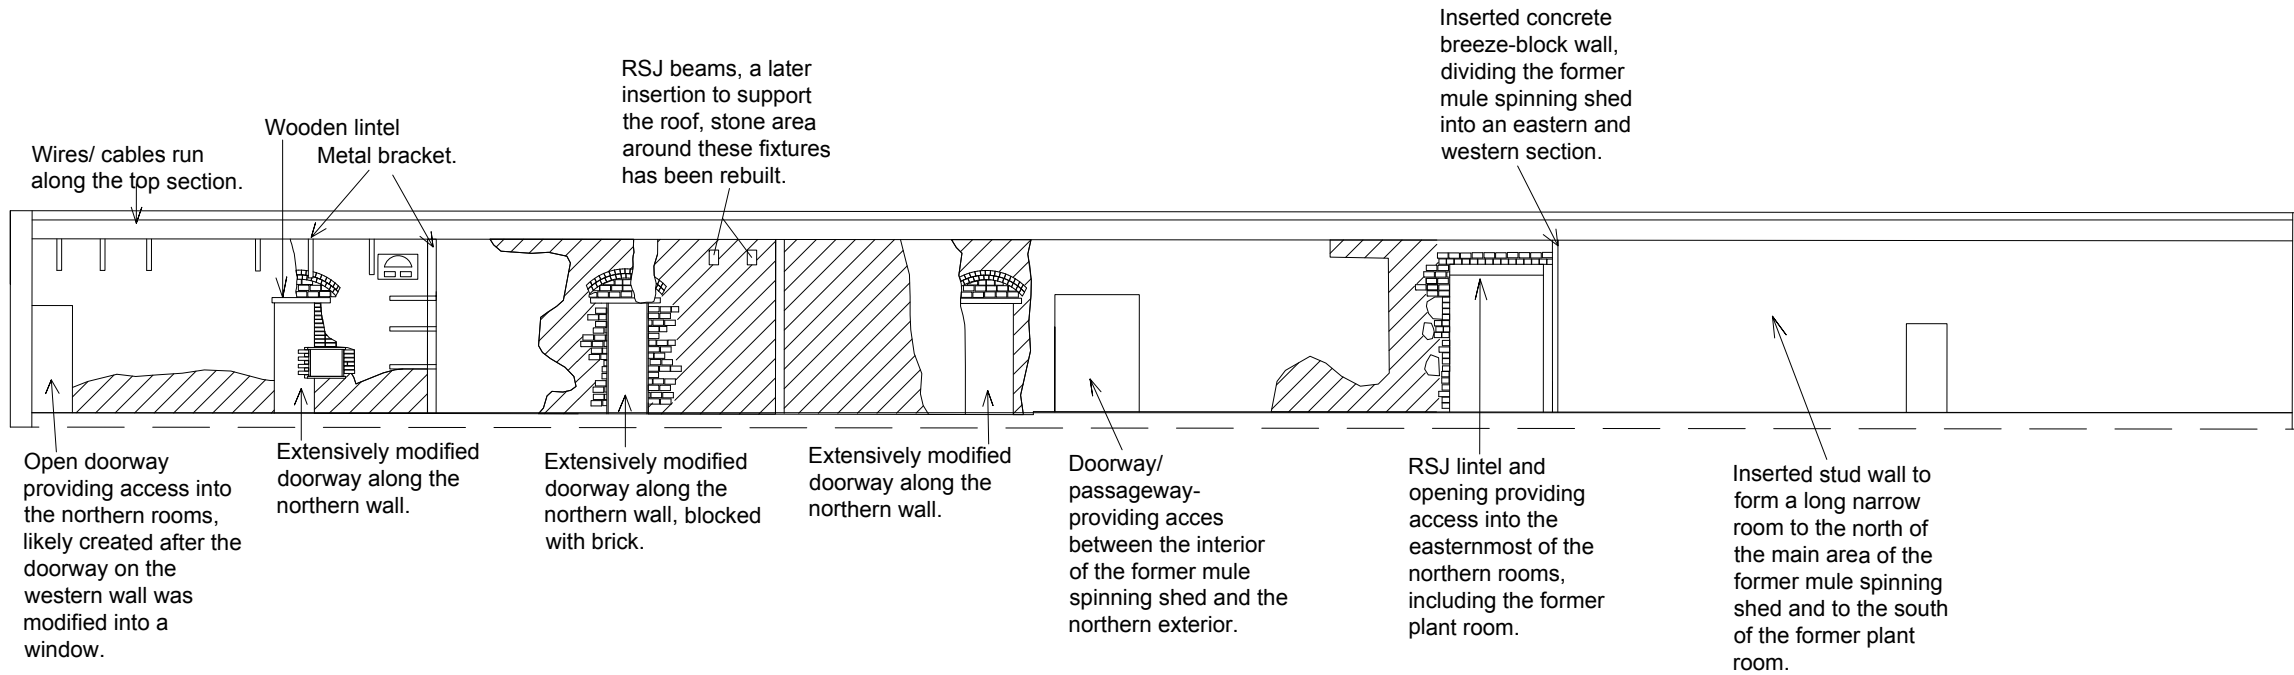 Inserted concrete
breeze-block wall,
dividing the former
mule spinning shed
into an eastern and
western section.
RSJ beams, a later
insertion to support
the roof, stone area
around these fixtures
has been rebuilt.
Wooden lintel
Metal bracket.
Wires/ cables run
along the top section.
Open doorway
providing access into
the northern rooms,
likely created after the
doorway on the
western wall was
modified into a
window.
Extensively modified
doorway along the
northern wall.
Extensively modified
doorway along the
northern wall, blocked
with brick.
Extensively modified
doorway along the
northern wall.
Doorway/
passageway-
providing acces
between the interior
of the former mule
spinning shed and the
northern exterior.
RSJ lintel and
opening providing
access into the
easternmost of the
northern rooms,
including the former
plant room.
Inserted stud wall to
form a long narrow
room to the north of
the main area of the
former mule spinning
shed and to the south
of the former plant
room.